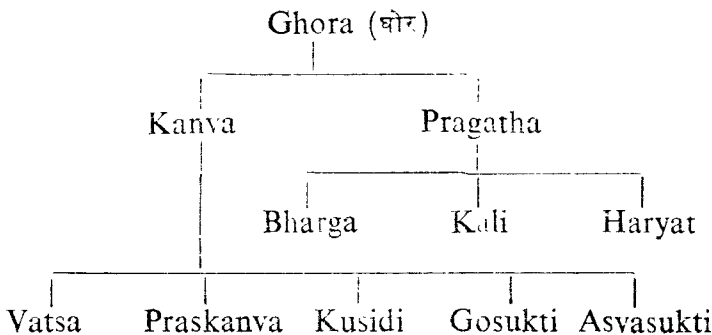 Ghora (घोर)
Kanva Pragatha
Bharga Kali Haryat
Vatsa Praskanva Kusidi Gosukti Asvasukti